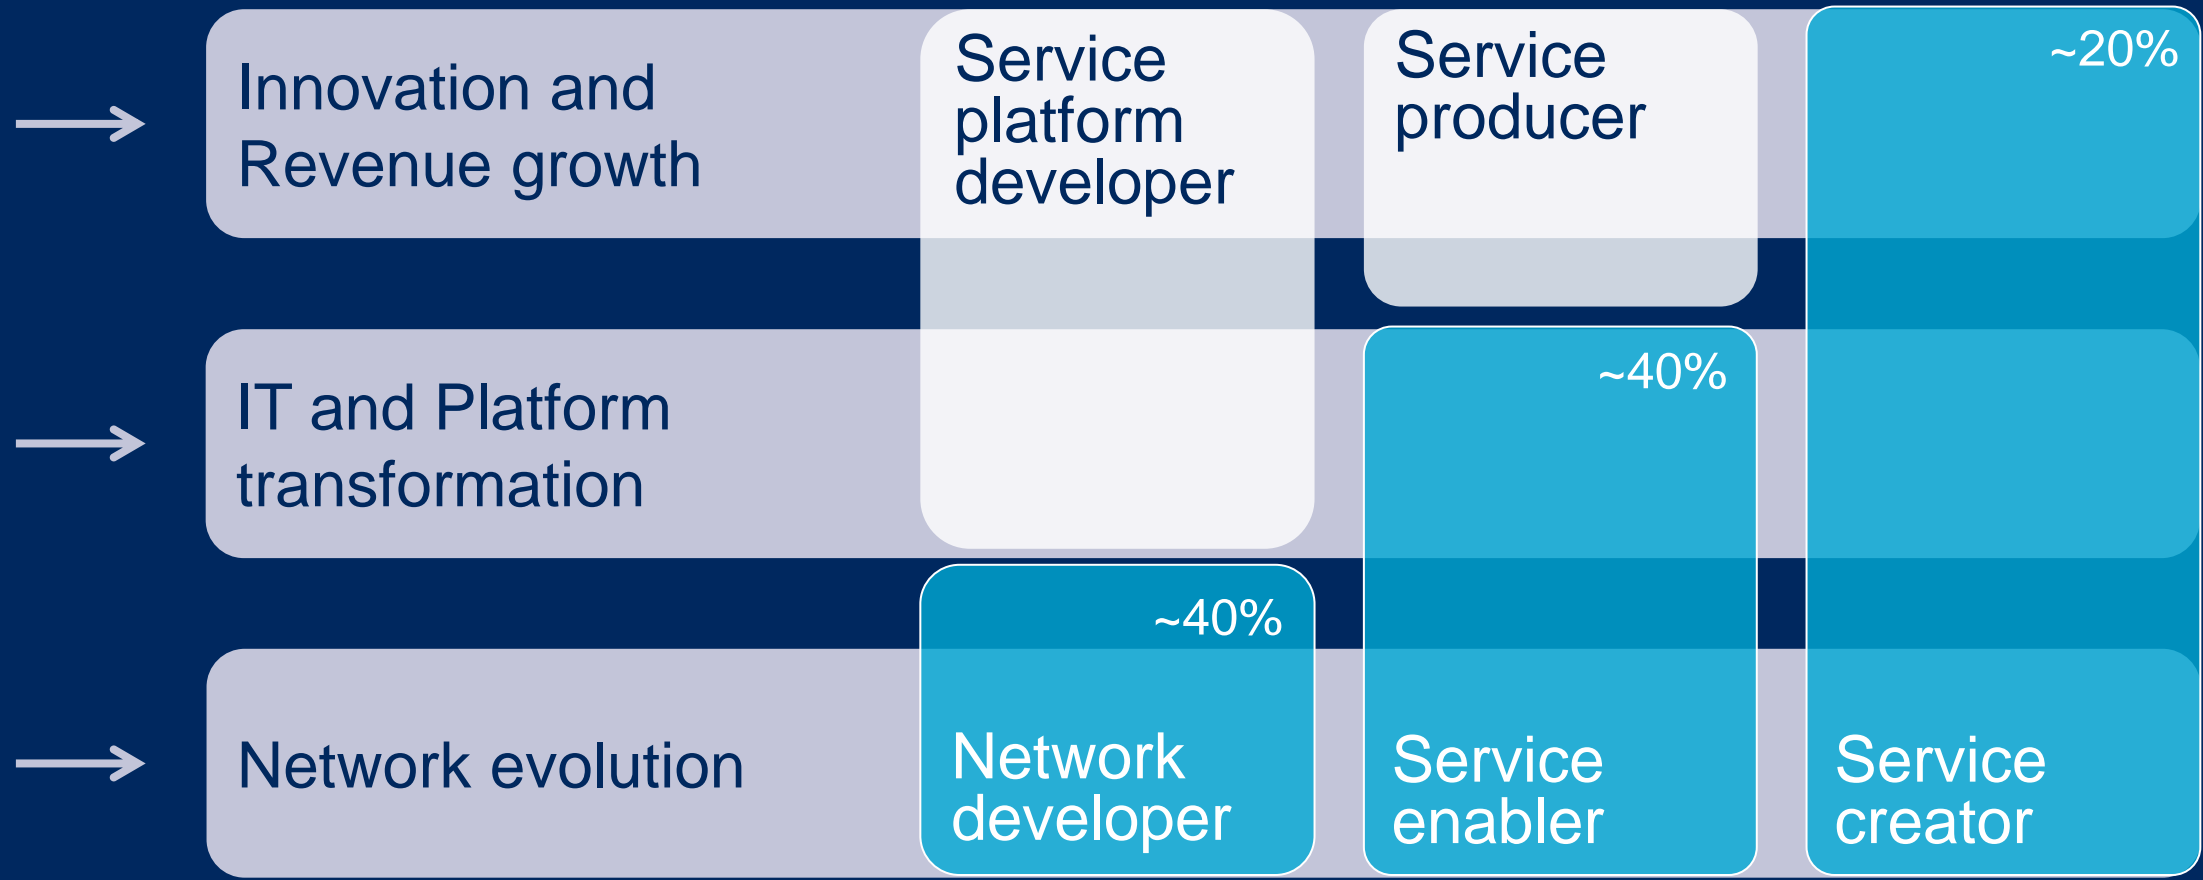 Innovation and
Revenue growth
Service
platform
developer
Service
producer
~20%
IT and Platform
transformation
~40%
~40%
Network evolution
Network
developer
Service
enabler
Service
creator